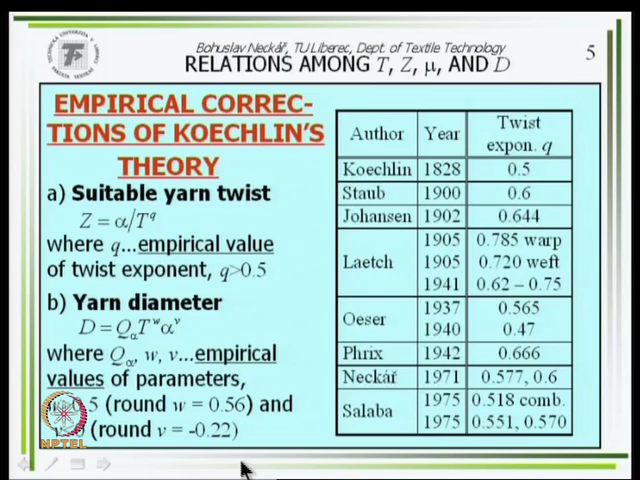 Bohuslav Neckář, TU Liberec, Dept. of Textile Technology
RELATIONS AMONG T, Z, μ, AND D
5
EMPIRICAL CORREC-
TIONS OF KOECHLIN'S
THEORY
a) Suitable yarn twist
Z = α/T^q
where q...empirical value
of twist exponent, q>0.5
b) Yarn diameter
D = Q_α T^w α^v
where Q_α, w, v...empirical
values of parameters,
.5 (round w = 0.56) and
(round v = -0.22)
NPTEL
Author Year Twist expon. q
Koechlin 1828 0.5
Staub 1900 0.6
Johansen 1902 0.644
Laetch 1905 0.785 warp
1905 0.720 weft
1941 0.62 – 0.75
Oeser 1937 0.565
1940 0.47
Phrix 1942 0.666
Neckář 1971 0.577, 0.6
Salaba 1975 0.518 comb.
1975 0.551, 0.570